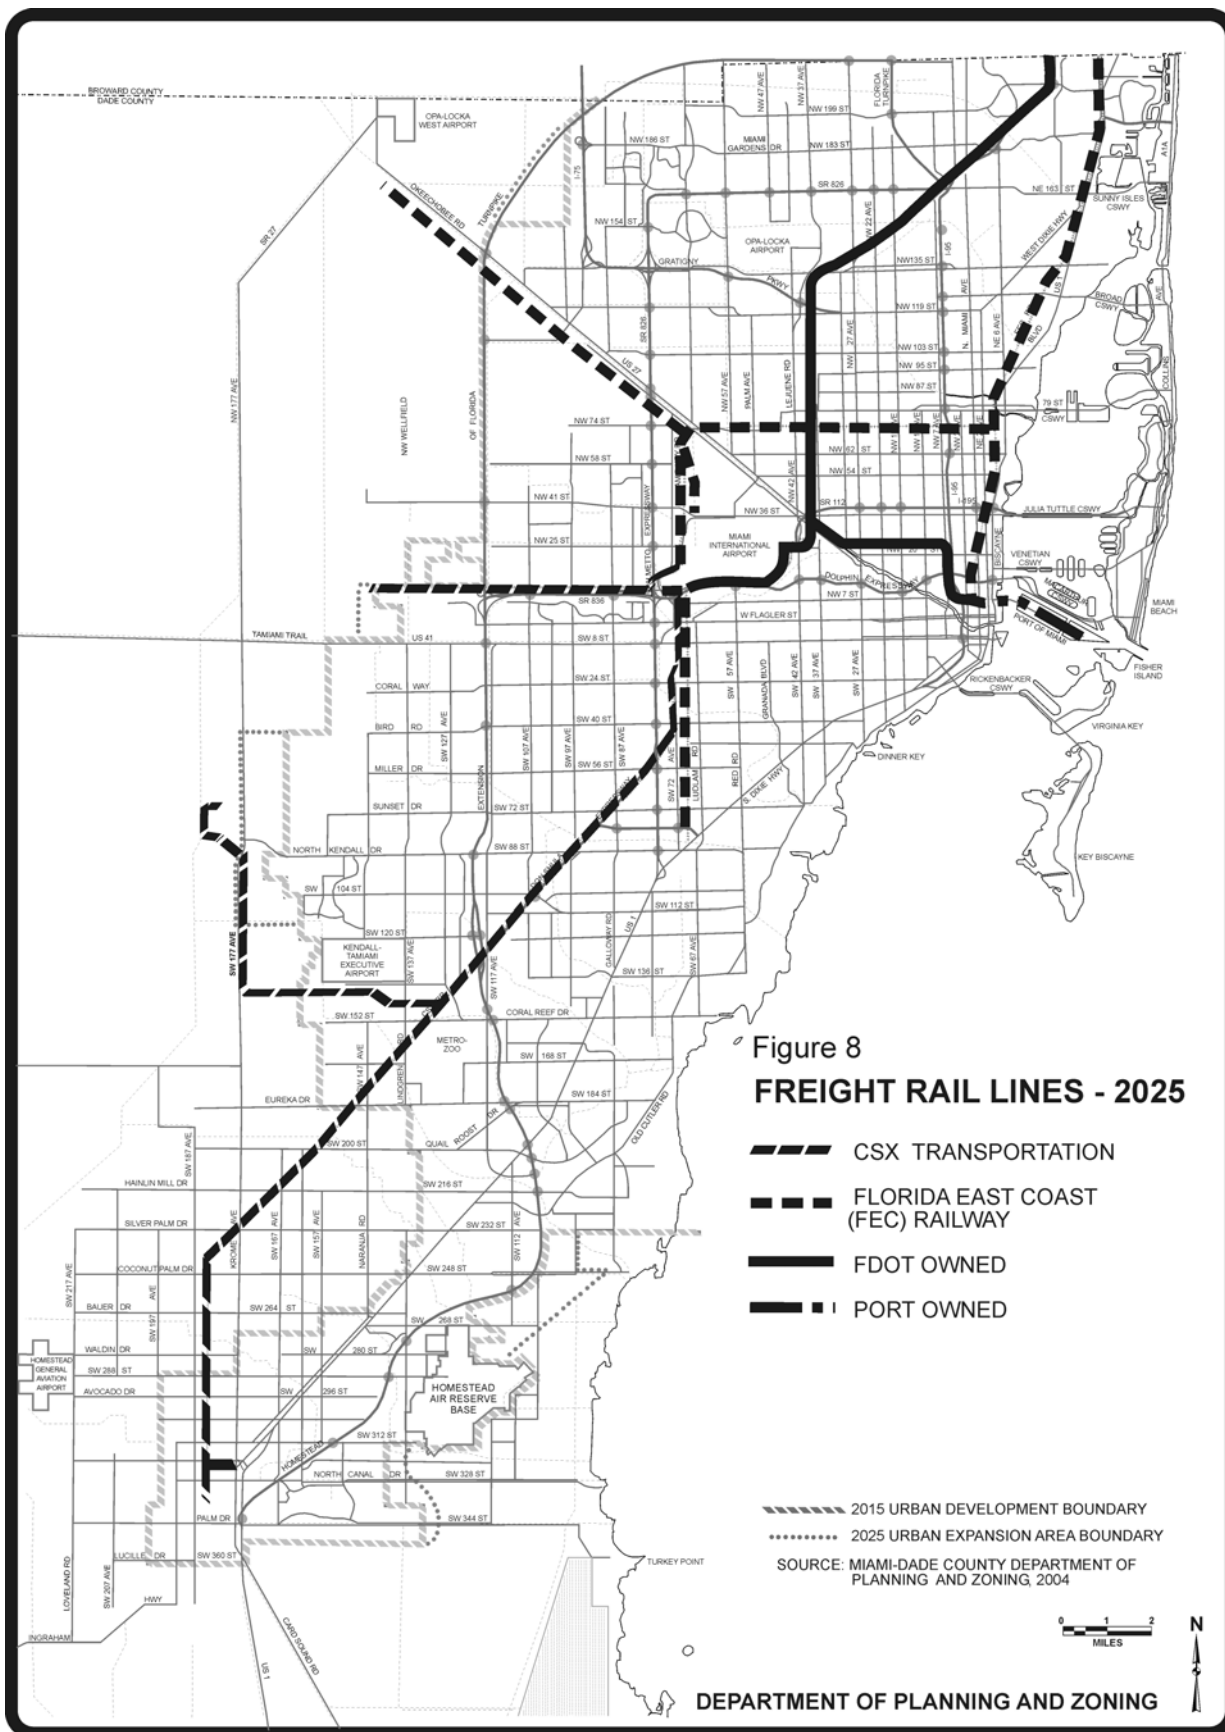 BROWARD COUNTY
DADE COUNTY
OPA-LOCKA
WEST AIRPORT
NW 47 AVE
NW 37 AVE
FLORIDA
TURNPIKE
NW 199 ST
NW 186 ST
MIAMI
GARDENS DR
NW 183 ST
A1A
I-75
OKEECHOBEE RD
TURNPIKE
SR 826
NE 163 ST
SUNNY ISLES
CSWY
SR 27
NW 154 ST
OPA-LOCKA
AIRPORT
I-95
WEST DIXIE HWY
GRATIGNY
PKWY
NW135 ST
US 1
NW 119 ST
BROAD
CSWY
AVE
SR 826
NW 27 AVE
N. MIAMI AVE
NE 6 AVE
BLVD
NW 103 ST
US 27
NW 95 ST
NW 87 ST
COLLINS
NW 177 AVE
NW WELLFIELD
OF FLORIDA
NW 57 AVE
PALM AVE
LEJUENE RD
79 ST
CSWY
NW 74 ST
NW 62 ST
NW 58 ST
NW 54 ST
NW 42 AVE
NW 41 ST
EXPRESSWAY
SR 112
I-95
I-195
NW 36 ST
JULIA TUTTLE CSWY
NW 25 ST
MIAMI
INTERNATIONAL
AIRPORT
BISCAYNE
VENETIAN
CSWY
DOLPHIN EXPRESSWAY
NW 7 ST
SR 836
W FLAGLER ST
PORT OF MIAMI
MIAMI
BEACH
TAMIAMI TRAIL
US 41
SW 8 ST
FISHER
ISLAND
CORAL WAY
SW 24 ST
SW 57 AVE
GRANADA BLVD
SW 42 AVE
SW 37 AVE
SW 27 AVE
RICKENBACKER
CSWY
VIRGINIA KEY
BIRD RD
SW 127 AVE
SW 40 ST
SW 107 AVE
SW 97 AVE
SW 87 AVE
DINNER KEY
MILLER DR
SW 56 ST
SW 72 AVE
LUDLAM RD
RED RD
S. DIXIE HWY
EXTENSION
SUNSET DR
SW 72 ST
NORTH KENDALL DR
SW 88 ST
KEY BISCAYNE
SW 104 ST
SW 112 ST
SW 120 ST
US 1
SW 177 AVE
KENDALL-
TAMIAMI
EXECUTIVE
AIRPORT
SW 137 AVE
SW 117 AVE
GALLOWAY RD
SW 67 AVE
SW 136 ST
SW 152 ST
CORAL REEF DR
METRO-
ZOO
SW 168 ST
SW 147 AVE
LINDGREN RD
EUREKA DR
SW 184 ST
OLD CUTLER RD
SW 187 AVE
SW 200 ST
QUAIL ROOST DR
HAINLIN MILL DR
SW 216 ST
SILVER PALM DR
KROME AVE
SW 167 AVE
SW 157 AVE
NARANJA RD
SW 232 ST
SW 112 AVE
COCONUT PALM DR
SW 248 ST
SW 217 AVE
SW 197 AVE
BAUER DR
SW 264 ST
SW 268 ST
WALDIN DR
SW 280 ST
HOMESTEAD
GENERAL
AVIATION
AIRPORT
SW 288 ST
AVOCADO DR
SW 296 ST
HOMESTEAD
AIR RESERVE
BASE
SW 312 ST
HOMESTEAD
NORTH CANAL DR
SW 328 ST
PALM DR
SW 344 ST
LUCILLE DR
SW 360 ST
LOVELAND RD
SW 207 AVE
TURKEY POINT
INGRAHAM HWY
US 1
CARD SOUND RD
Figure 8
FREIGHT RAIL LINES - 2025
CSX TRANSPORTATION
FLORIDA EAST COAST
(FEC) RAILWAY
FDOT OWNED
PORT OWNED
2015 URBAN DEVELOPMENT BOUNDARY
2025 URBAN EXPANSION AREA BOUNDARY
SOURCE: MIAMI-DADE COUNTY DEPARTMENT OF
PLANNING AND ZONING, 2004
0 1 2
MILES
N
DEPARTMENT OF PLANNING AND ZONING